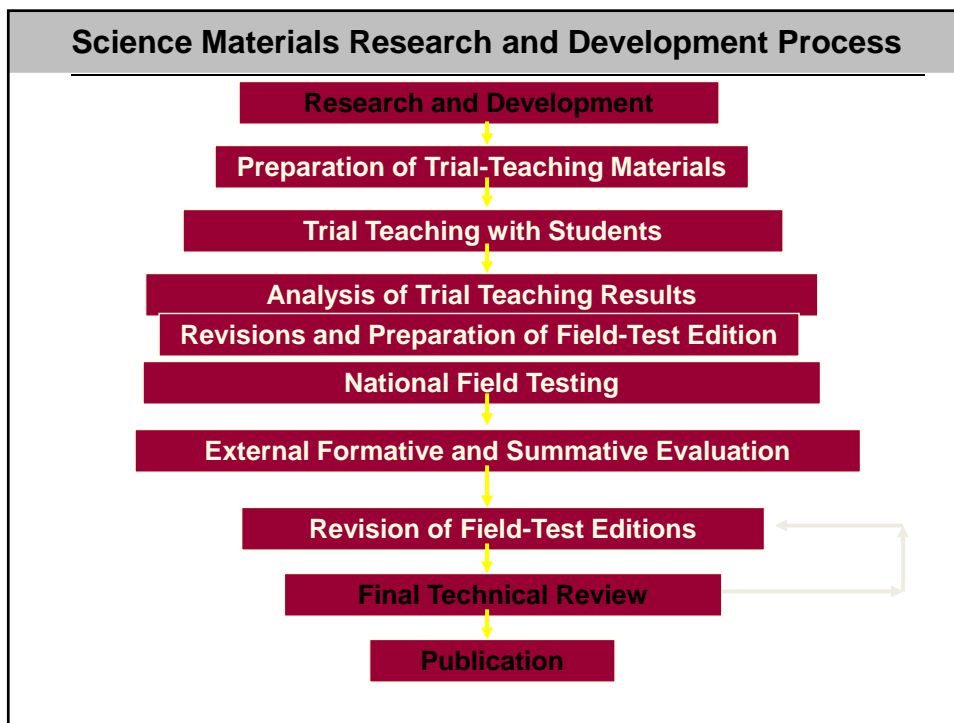 Science Materials Research and Development Process
Research and Development
Preparation of Trial-Teaching Materials
Trial Teaching with Students
Analysis of Trial Teaching Results
Revisions and Preparation of Field-Test Edition
National Field Testing
External Formative and Summative Evaluation
Revision of Field-Test Editions
Final Technical Review
Publication